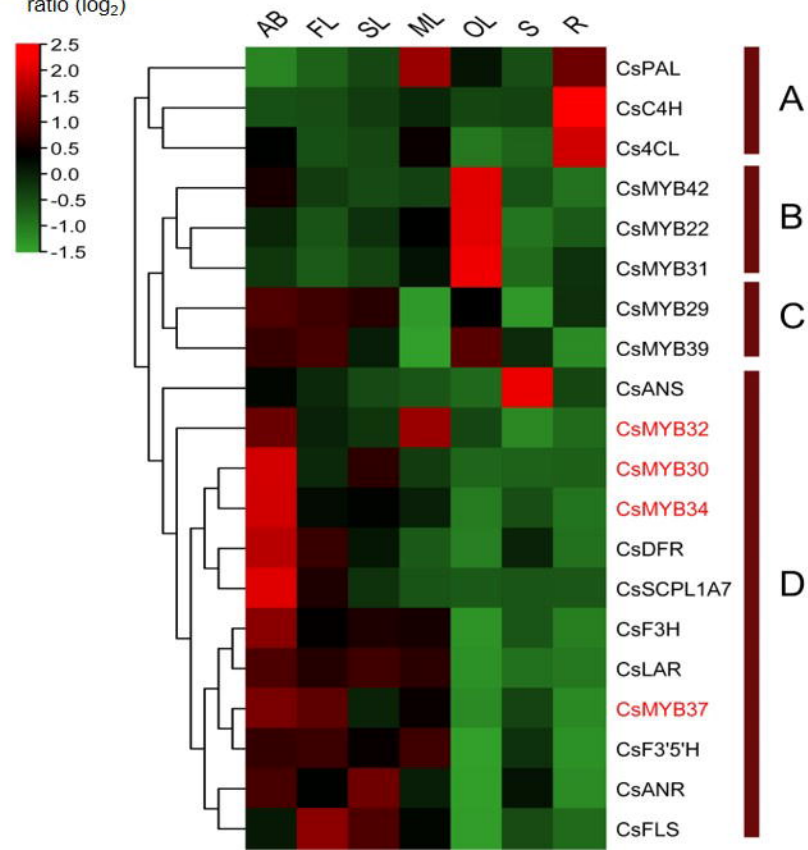 ratio (log2)
AB FL SL ML OL S R
2.5
2.0
1.5
1.0
0.5
0.0
-0.5
-1.0
-1.5
CsPAL
CsC4H
Cs4CL
CsMYB42
CsMYB22
CsMYB31
CsMYB29
CsMYB39
CsANS
CsMYB32
CsMYB30
CsMYB34
CsDFR
CsSCPL1A7
CsF3H
CsLAR
CsMYB37
CsF3'5'H
CsANR
CsFLS
A
B
C
D